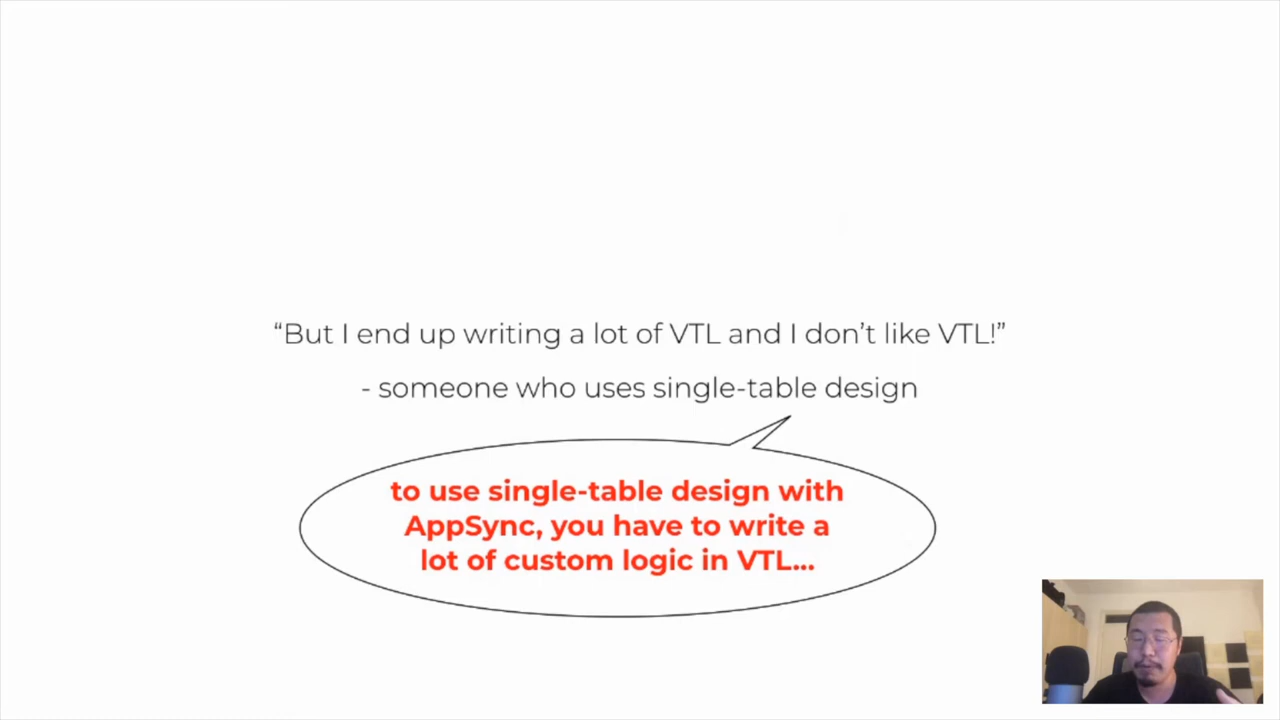 “But I end up writing a lot of VTL and I don’t like VTL!”
- someone who uses single-table design
to use single-table design with
AppSync, you have to write a
lot of custom logic in VTL...